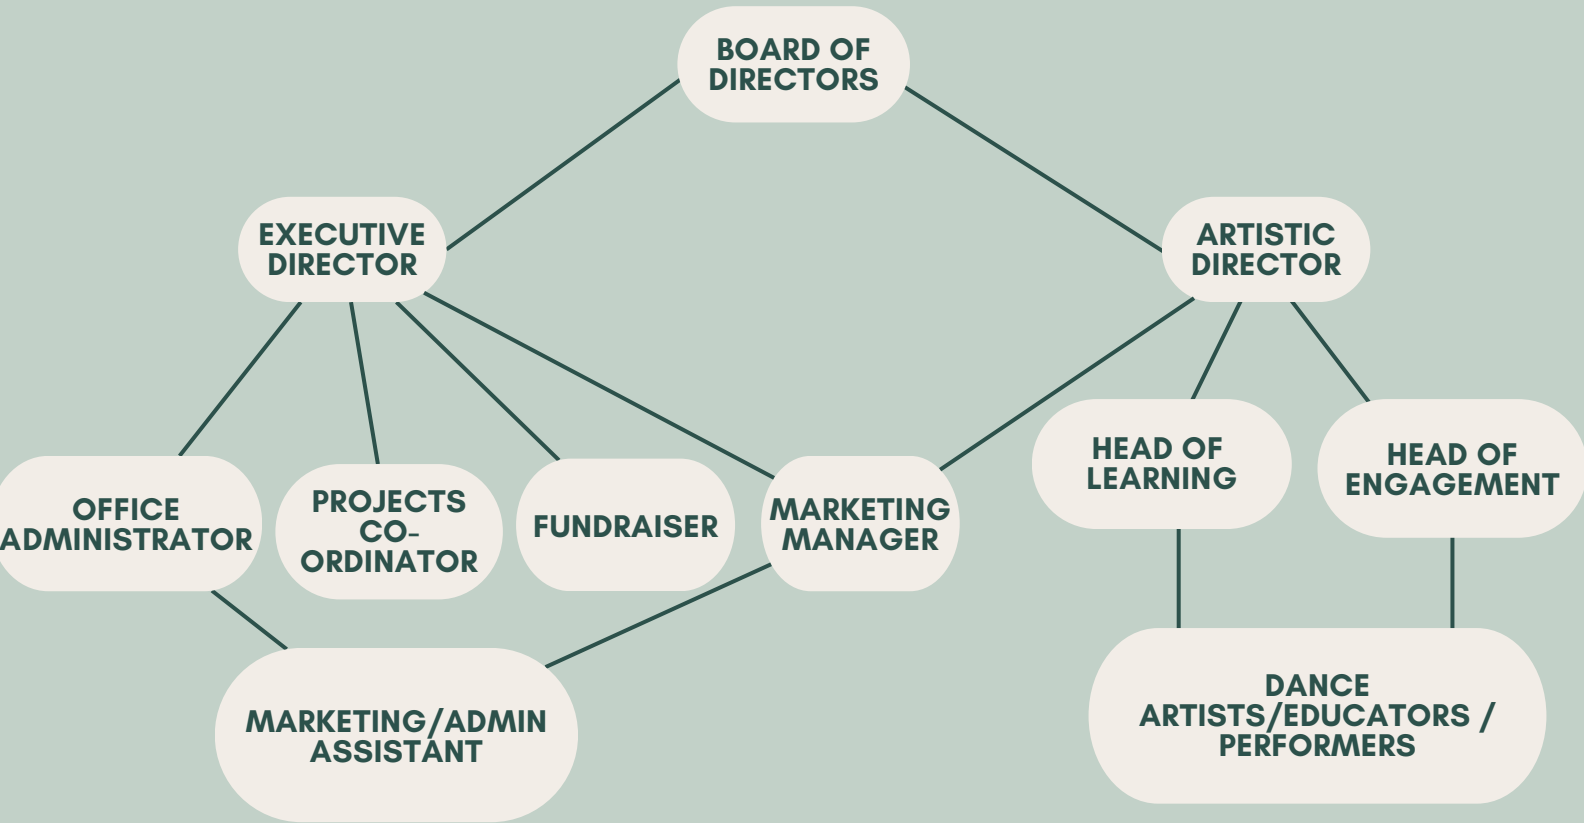 BOARD OF
DIRECTORS
EXECUTIVE
DIRECTOR
ARTISTIC
DIRECTOR
OFFICE
ADMINISTRATOR
PROJECTS
CO-
ORDINATOR
FUNDRAISER
MARKETING
MANAGER
HEAD OF
LEARNING
HEAD OF
ENGAGEMENT
MARKETING/ADMIN
ASSISTANT
DANCE
ARTISTS/EDUCATORS /
PERFORMERS